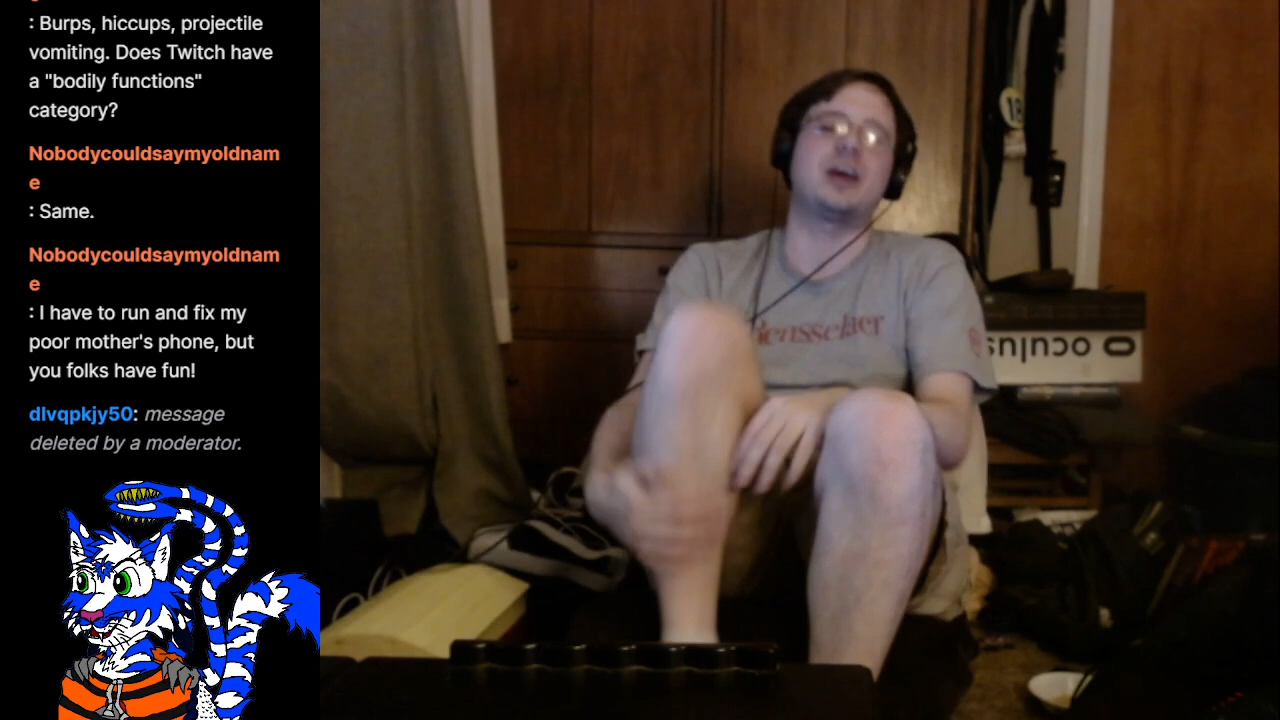 : Burps, hiccups, projectile
vomiting. Does Twitch have
a "bodily functions"
category?
Nobodycouldsaymyoldnam
e
: Same.
Nobodycouldsaymyoldnam
e
: I have to run and fix my
poor mother's phone, but
you folks have fun!
dlvqpkjy50: message
deleted by a moderator.
Rensselaer
oculus
18